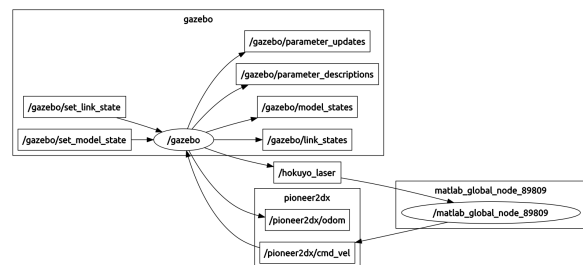 gazebo
/gazebo/parameter_updates
/gazebo/parameter_descriptions
/gazebo/set_link_state
/gazebo/model_states
/gazebo/set_model_state
/gazebo
/gazebo/link_states
/hokuyo_laser
pioneer2dx
/pioneer2dx/odom
/pioneer2dx/cmd_vel
matlab_global_node_89809
/matlab_global_node_89809